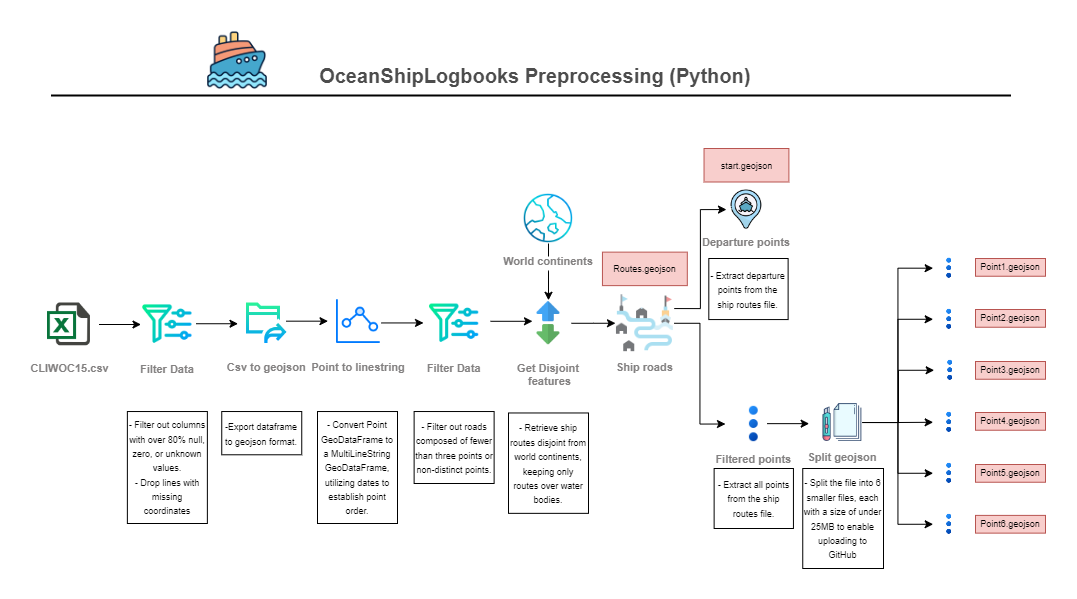 OceanShipLogbooks Preprocessing (Python)
start.geojson
Departure points
- Extract departure
points from the
ship routes file.
World continents
Routes.geojson
CLIWOC15.csv
Filter Data
Csv to geojson
Point to linestring
Filter Data
Get Disjoint
features
Ship roads
- Filter out columns
with over 80% null,
zero, or unknown
values.
- Drop lines with
missing
coordinates
-Export dataframe
to geojson format.
- Convert Point
GeoDataFrame to
a MultiLineString
GeoDataFrame,
utilizing dates to
establish point
order.
- Filter out roads
composed of fewer
than three points or
non-distinct points.
- Retrieve ship
routes disjoint from
world continents,
keeping only
routes over water
bodies.
Filtered points
- Extract all points
from the ship
routes file.
Split geojson
- Split the file into 6
smaller files, each
with a size of under
25MB to enable
uploading to
GitHub
Point1.geojson
Point2.geojson
Point3.geojson
Point4.geojson
Point5.geojson
Point6.geojson